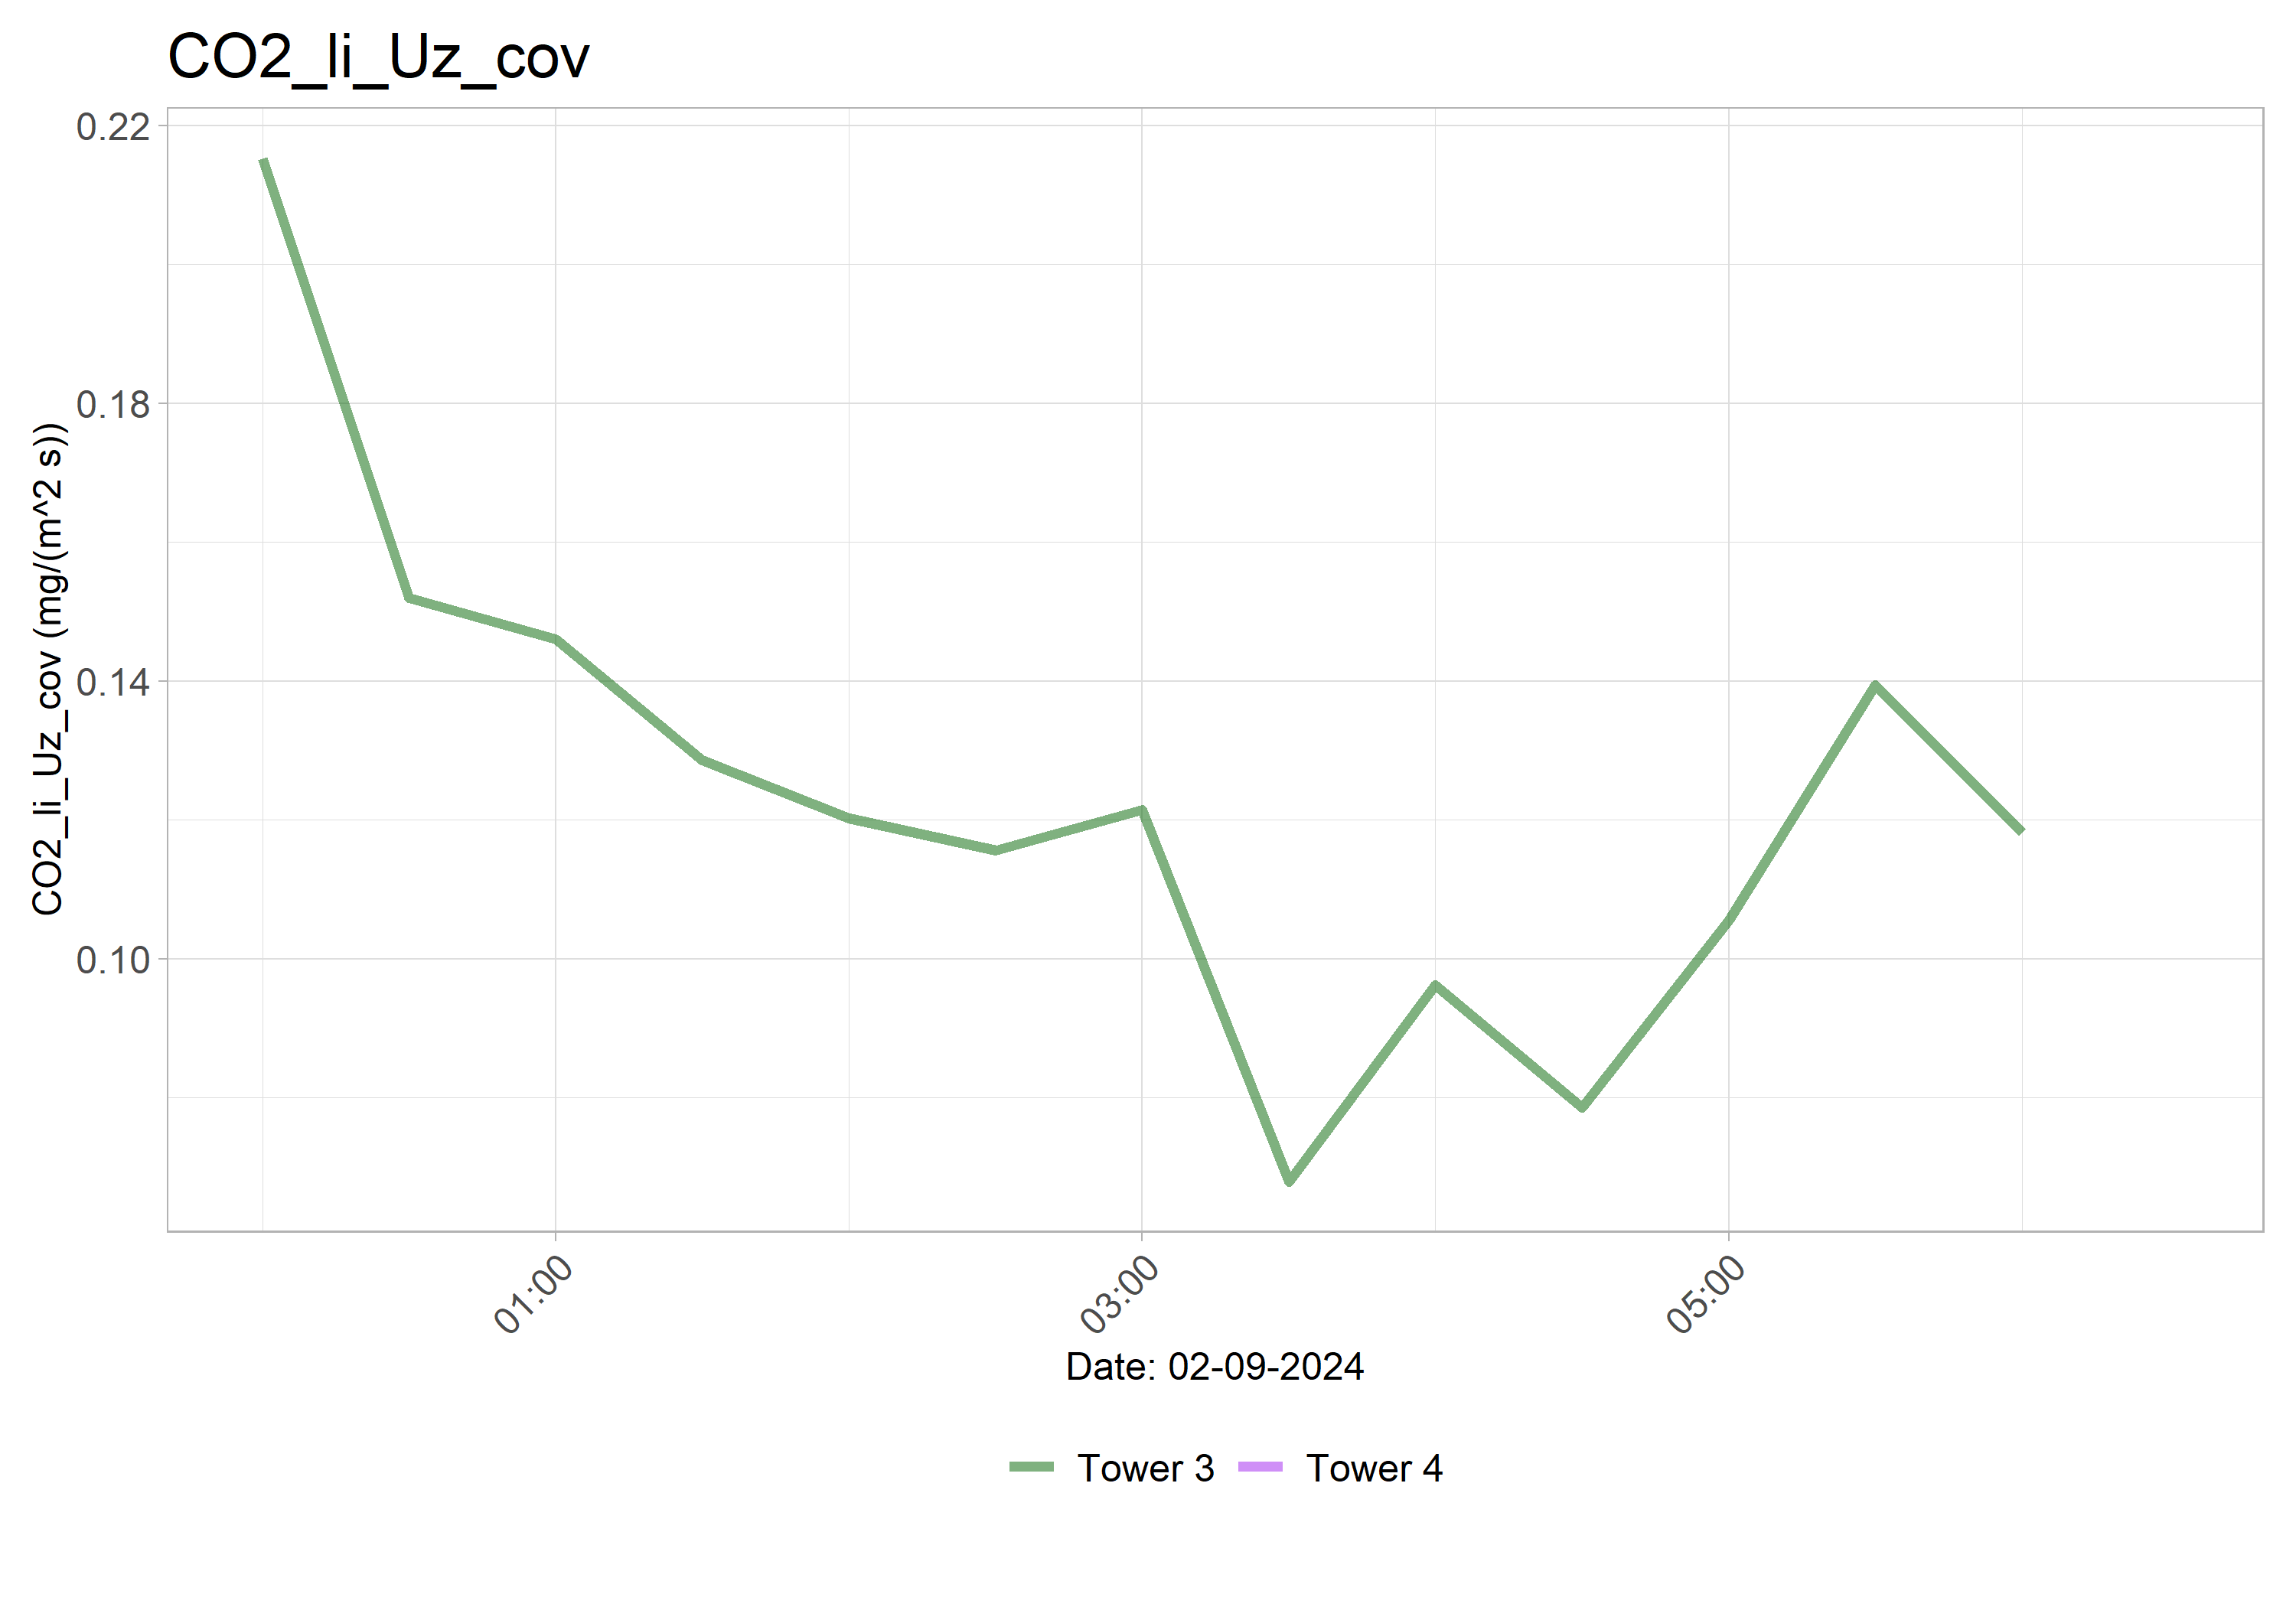 CO2_li_Uz_cov
CO2_li_Uz_cov (mg/(m^2 s))
0.22
0.18
0.14
0.10
01:00
03:00
05:00
Date: 02-09-2024
Tower 3
Tower 4